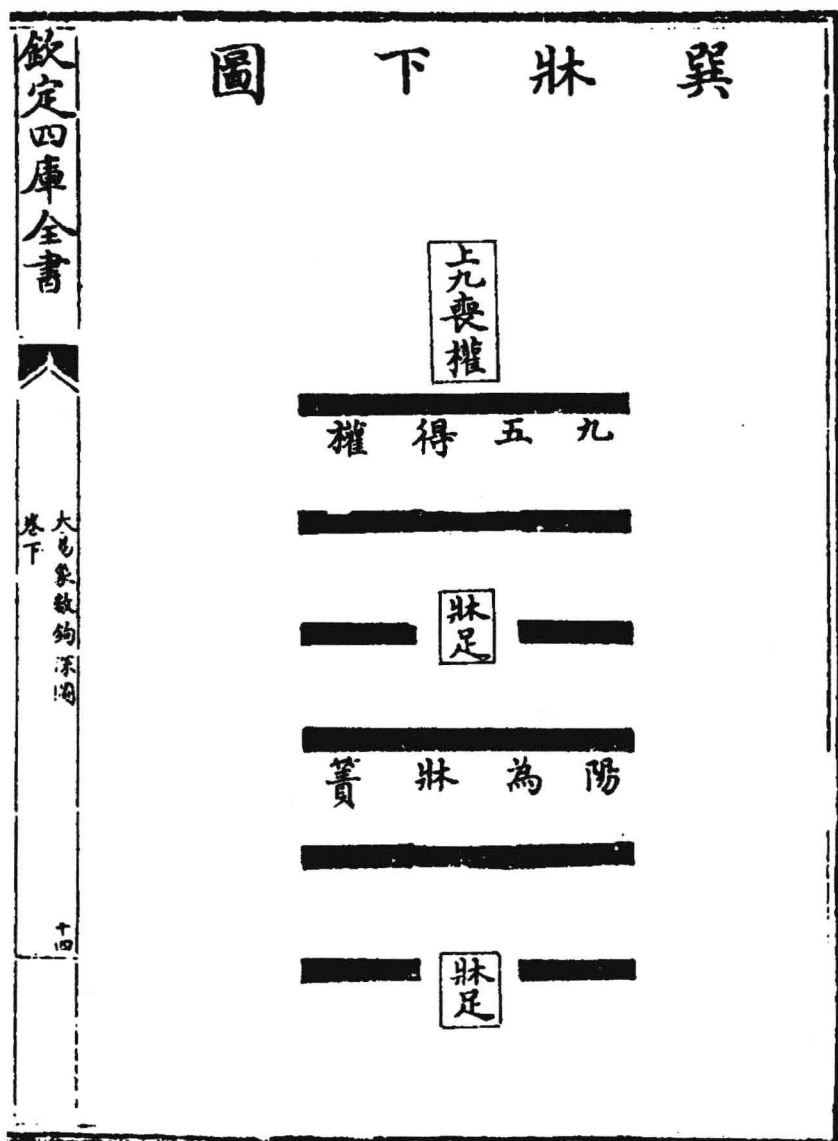 巽牀下圖
上九喪權
九五得權
牀足
陽為牀簀
牀足
欽定四庫全書
大易象數鉤深圖
卷下
十四